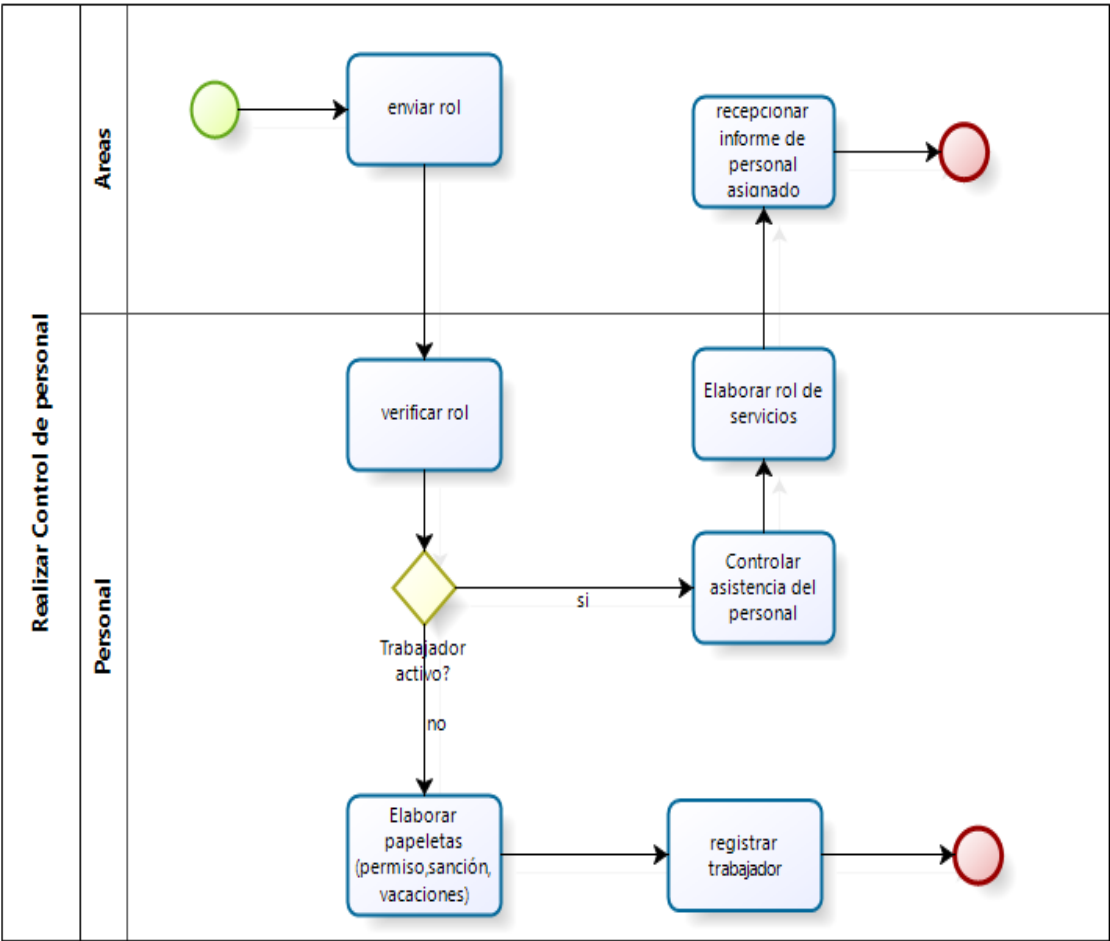 Realizar Control de personal
Areas
enviar rol
recepcionar
informe de
personal
asignado
Personal
verificar rol
Elaborar rol de
servicios
Trabajador
activo?
si
Controlar
asistencia del
personal
no
Elaborar
papeletas
(permiso,sanción,
vacaciones)
registrar
trabajador